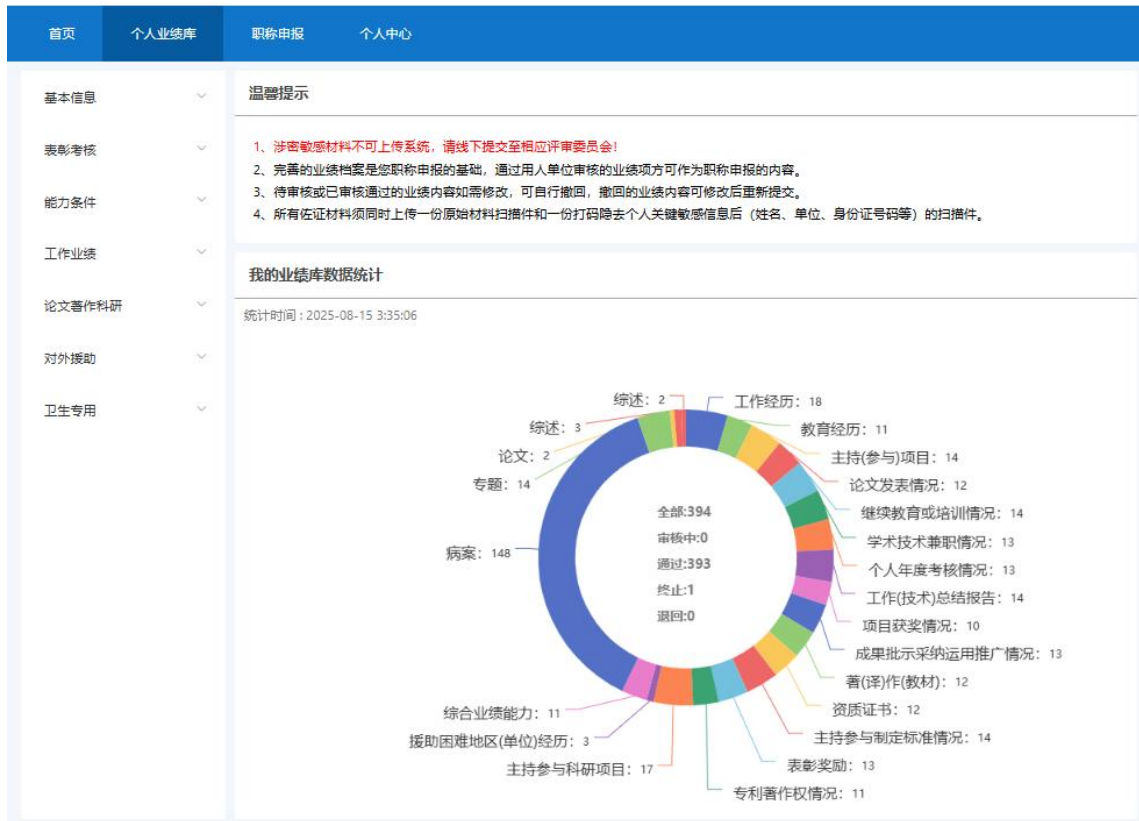 首页 个人业绩库 职称申报 个人中心
基本信息
表彰考核
能力条件
工作业绩
论文著作科研
对外援助
卫生专用
温馨提示
1、涉密敏感材料不可上传系统，请线下提交至相应评审委员会！
2、完善的业绩档案是您职称申报的基础，通过用人单位审核的业绩项方可作为职称申报的内容。
3、待审核或已审核通过的业绩内容如需修改，可自行撤回，撤回的业绩内容可修改后重新提交。
4、所有佐证材料须同时上传一份原始材料扫描件和一份打码隐去个人关键敏感信息后（姓名、单位、身份证号码等）的扫描件。
我的业绩库数据统计
统计时间：2025-08-15 3:35:06
综述：2
综述：3
论文：2
专题：14
病案：148
综合业绩能力：11
援助困难地区(单位)经历：3
主持参与科研项目：17
工作经历：18
教育经历：11
主持(参与)项目：14
论文发表情况：12
继续教育或培训情况：14
学术技术兼职情况：13
个人年度考核情况：13
工作(技术)总结报告：14
项目获奖情况：10
成果批示采纳运用推广情况：13
著(译)作(教材)：12
资质证书：12
主持参与制定标准情况：14
表彰奖励：13
专利著作权情况：11
全部:394
审核中:0
通过:393
终止:1
退回:0